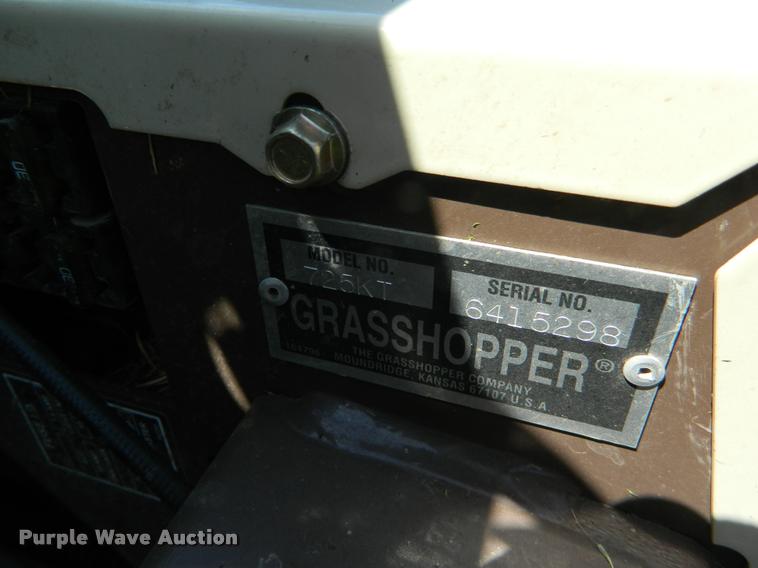 MODEL NO.
725KT
SERIAL NO.
6415298
GRASSHOPPER®
THE GRASSHOPPER COMPANY
MOUNDRIDGE, KANSAS 67107 U.S.A
Purple Wave Auction